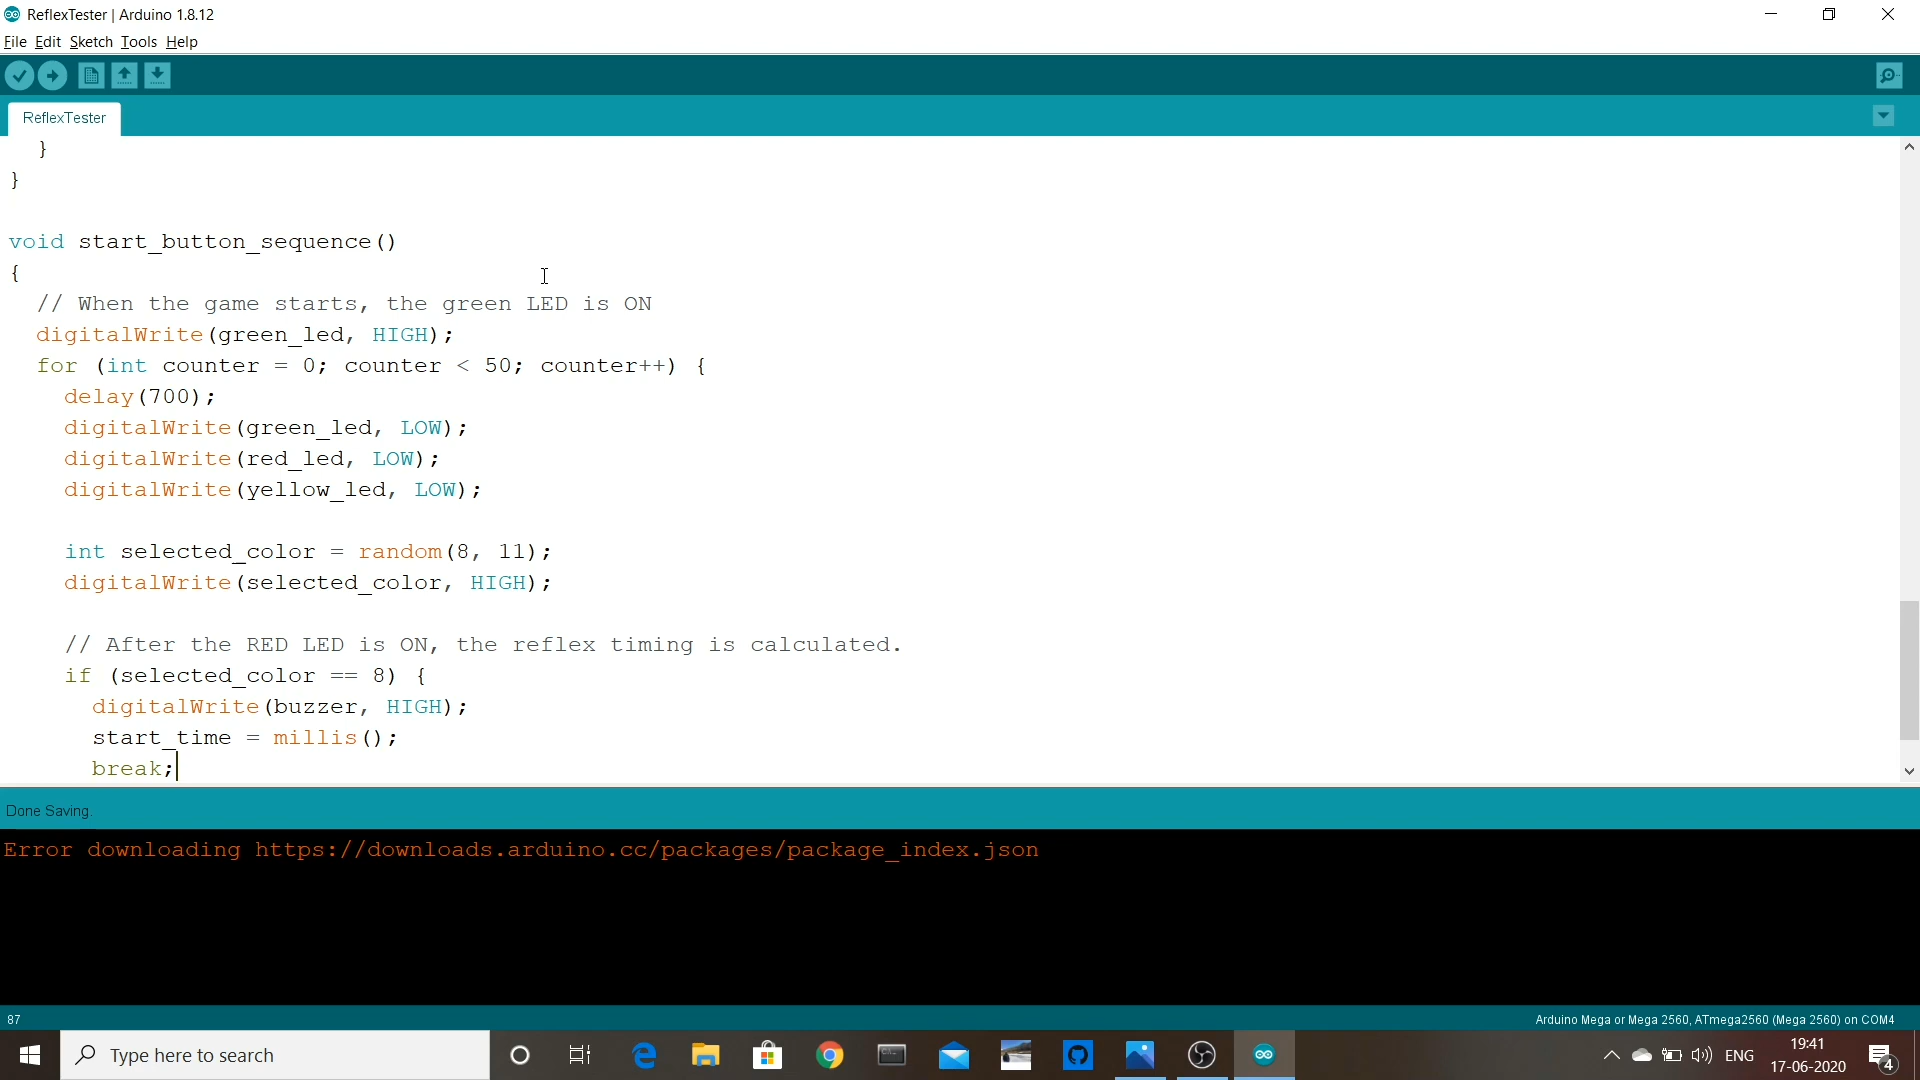 ReflexTester | Arduino 1.8.12
File Edit Sketch Tools Help
ReflexTester
}
}
void start_button_sequence()
{
// When the game starts, the green LED is ON
digitalWrite(green_led, HIGH);
for (int counter = 0; counter < 50; counter++) {
delay(700);
digitalWrite(green_led, LOW);
digitalWrite(red_led, LOW);
digitalWrite(yellow_led, LOW);
int selected_color = random(8, 11);
digitalWrite(selected_color, HIGH);
// After the RED LED is ON, the reflex timing is calculated.
if (selected_color == 8) {
digitalWrite(buzzer, HIGH);
start_time = millis();
break;
Done Saving.
Error downloading https://downloads.arduino.cc/packages/package_index.json
87
Arduino Mega or Mega 2560, ATmega2560 (Mega 2560) on COM4
Type here to search
ENG
19:41
17-06-2020
4